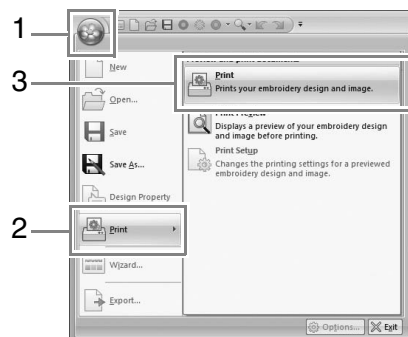 1
3
2
New
Open...
Save
Save As...
Design Property
Print
Wizard...
Export...
Print
Prints your embroidery design and image.
Print Preview
Displays a preview of your embroidery design
and image before printing.
Print Setup
Changes the printing settings for a previewed
embroidery design and image.
Options...
Exit